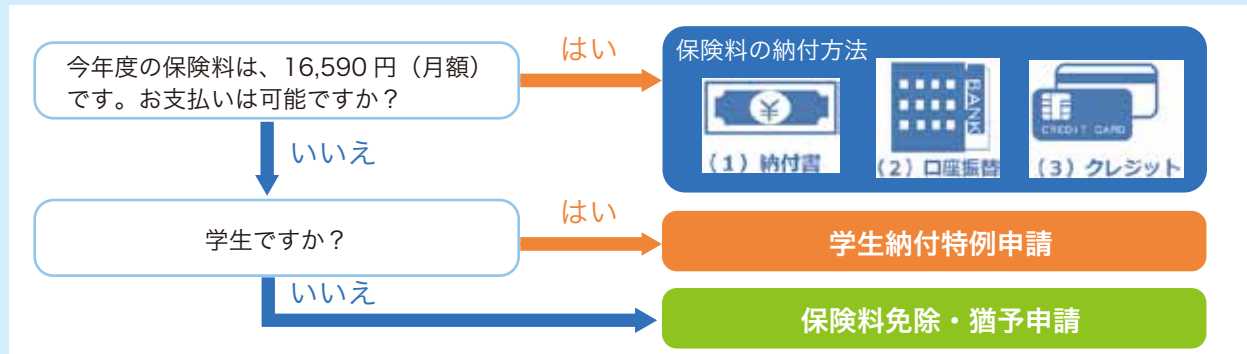 今年度の保険料は、16,590 円（月額）
です。お支払いは可能ですか？
はい
保険料の納付方法
¥
BANK
CREDIT CARD
（1）納付書
（2）口座振替
（3）クレジット
いいえ
学生ですか？
はい
学生納付特例申請
いいえ
保険料免除・猶予申請